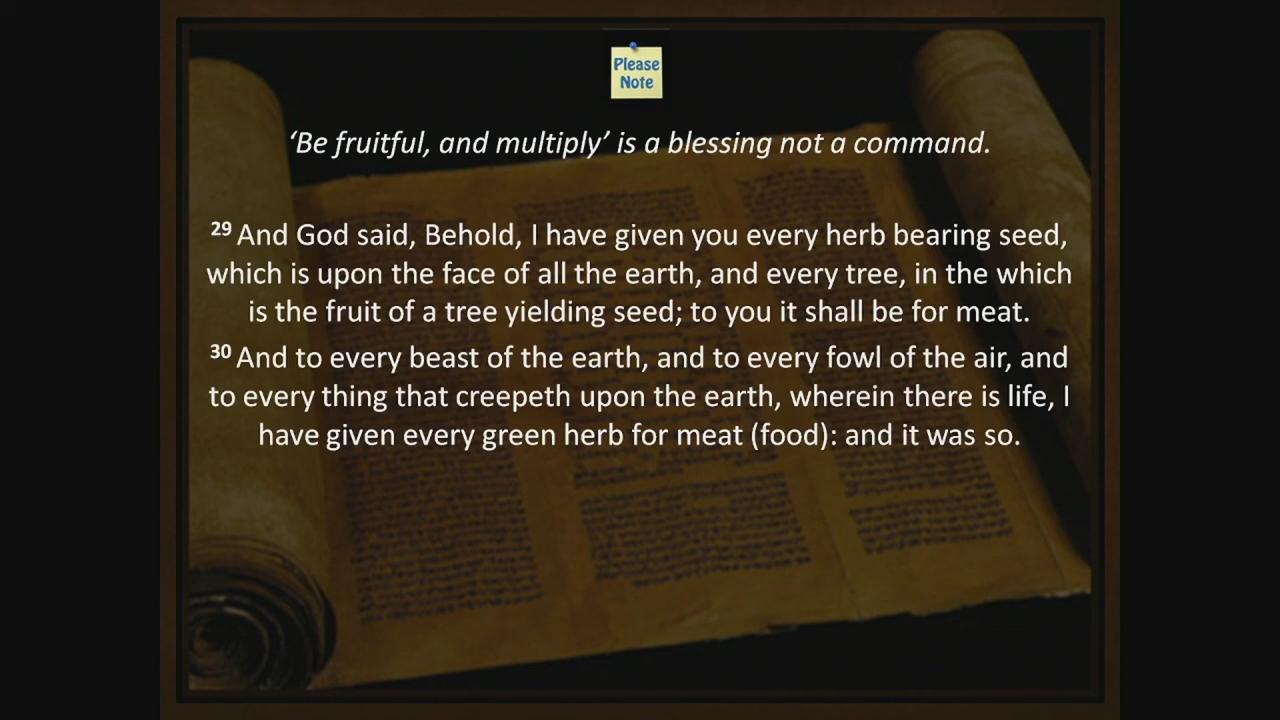 Please
Note
‘Be fruitful, and multiply’ is a blessing not a command.
29 And God said, Behold, I have given you every herb bearing seed,
which is upon the face of all the earth, and every tree, in the which
is the fruit of a tree yielding seed; to you it shall be for meat.
30 And to every beast of the earth, and to every fowl of the air, and
to every thing that creepeth upon the earth, wherein there is life, I
have given every green herb for meat (food): and it was so.